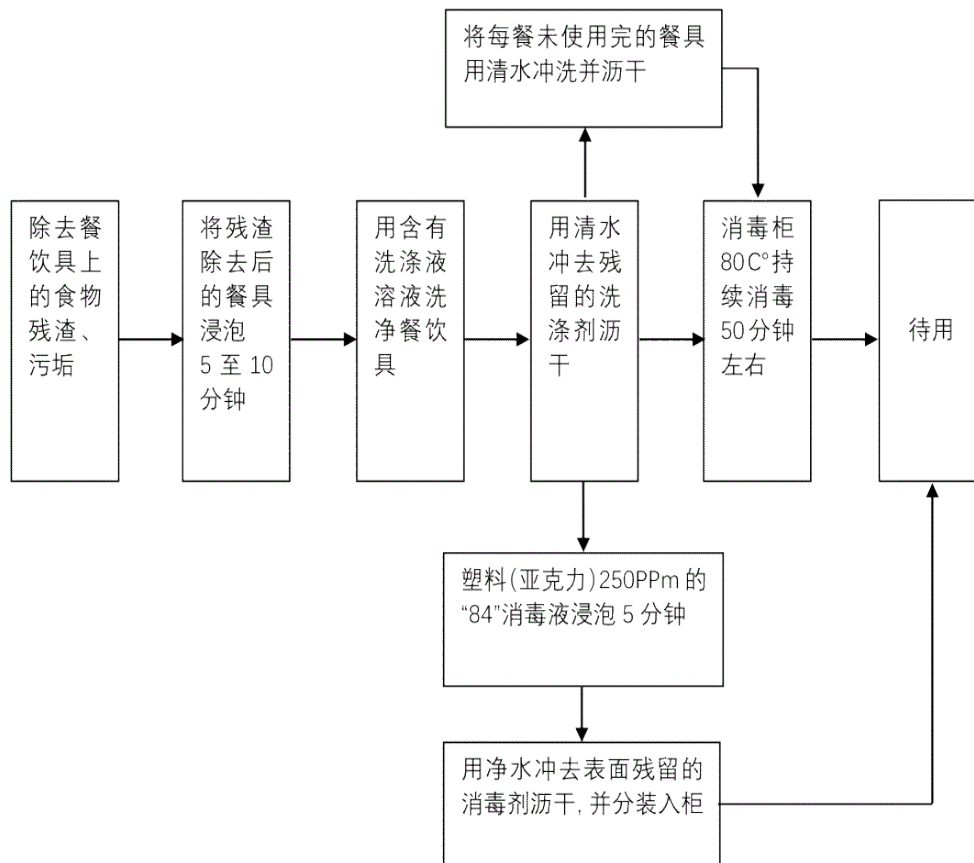 将每餐未使用完的餐具
用清水冲洗并沥干
除去餐
饮具上
的食物
残渣、
污垢
将残渣
除去后
的餐具
浸泡
5 至 10
分钟
用含有
洗涤液
溶液洗
净餐饮
具
用清水
冲去残
留的洗
涤剂沥
干
消毒柜
80C°持
续消毒
50分钟
左右
待用
塑料(亚克力)250PPm的
“84”消毒液浸泡 5 分钟
用净水冲去表面残留的
消毒剂沥干,并分装入柜